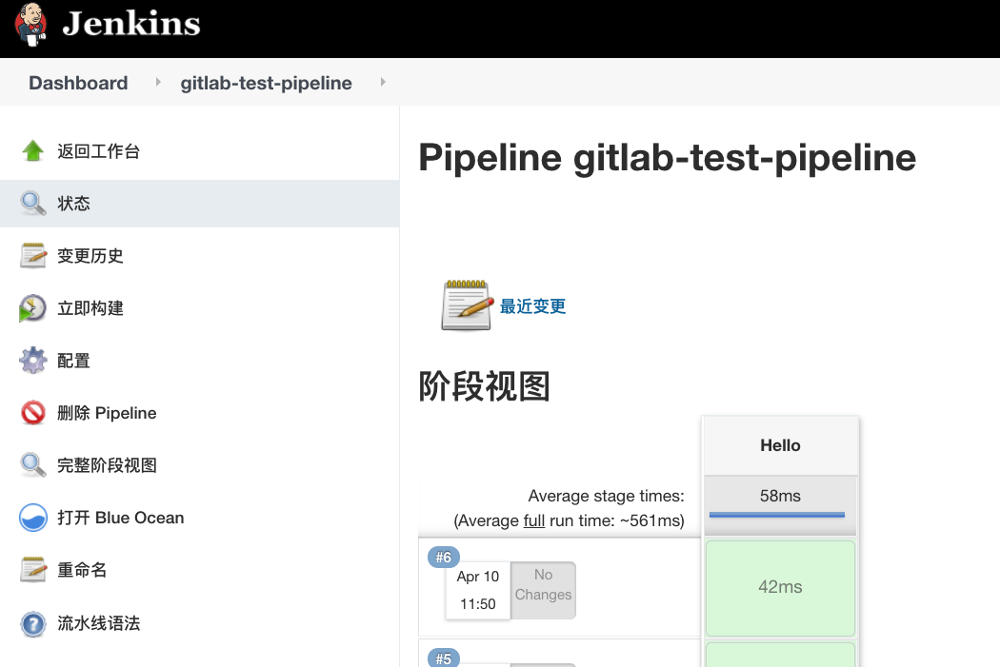 Jenkins
Dashboard
gitlab-test-pipeline
返回工作台
状态
变更历史
立即构建
配置
删除 Pipeline
完整阶段视图
打开 Blue Ocean
重命名
流水线语法
Pipeline gitlab-test-pipeline
最近变更
阶段视图
Hello
Average stage times:
58ms
(Average full run time: ~561ms)
#6
Apr 10
11:50
No
Changes
42ms
#5